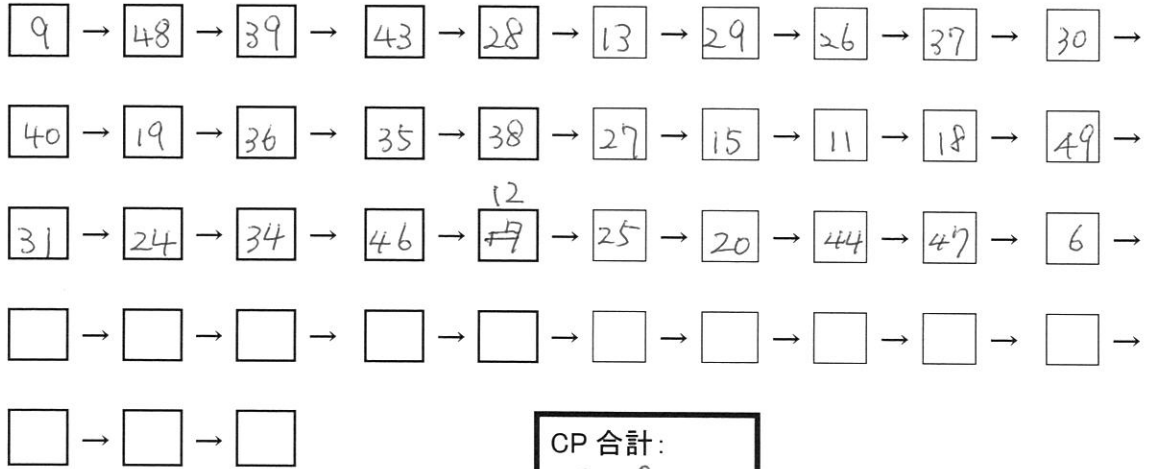 9 → 48 → 39 → 43 → 28 → 13 → 29 → 26 → 37 → 30 →
40 → 19 → 36 → 35 → 38 → 27 → 15 → 11 → 18 → 49 →
12
31 → 24 → 34 → 46 → → 25 → 20 → 44 → 47 → 6 →
→ → → → → → → → → →
→ →
CP 合計: